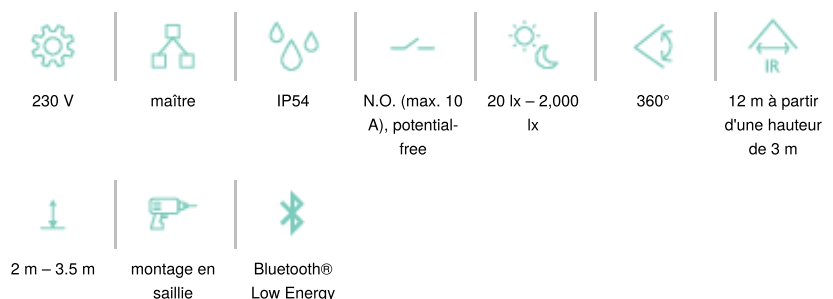 IR
230 V
maître
IP54
N.O. (max. 10
A), potential-
free
20 lx – 2,000
lx
360°
12 m à partir
d'une hauteur
de 3 m
2 m – 3.5 m
montage en
saillie
Bluetooth®
Low Energy